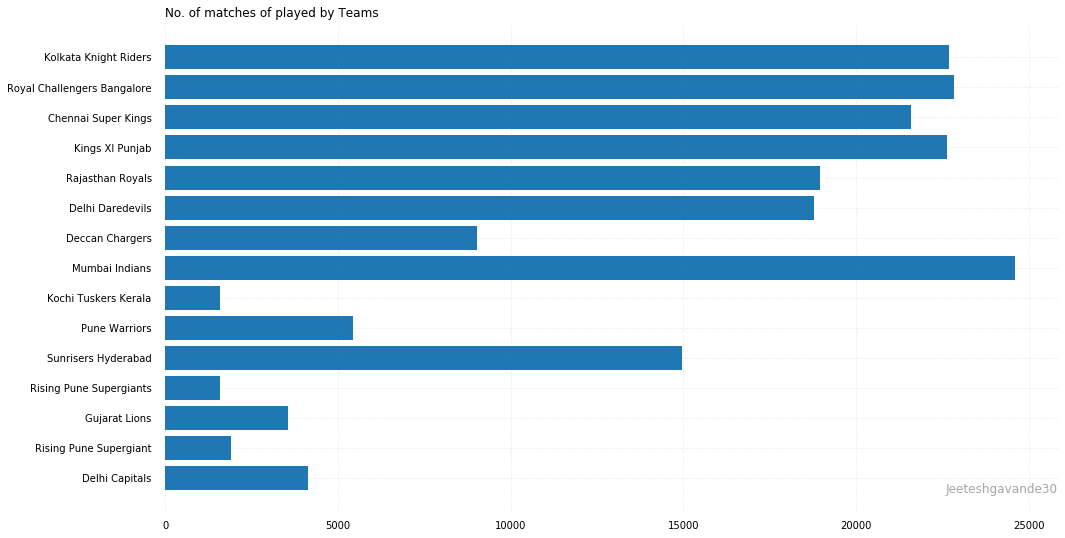 No. of matches of played by Teams
Kolkata Knight Riders
Royal Challengers Bangalore
Chennai Super Kings
Kings XI Punjab
Rajasthan Royals
Delhi Daredevils
Deccan Chargers
Mumbai Indians
Kochi Tuskers Kerala
Pune Warriors
Sunrisers Hyderabad
Rising Pune Supergiants
Gujarat Lions
Rising Pune Supergiant
Delhi Capitals
Jeeteshgavande30
0 5000 10000 15000 20000 25000